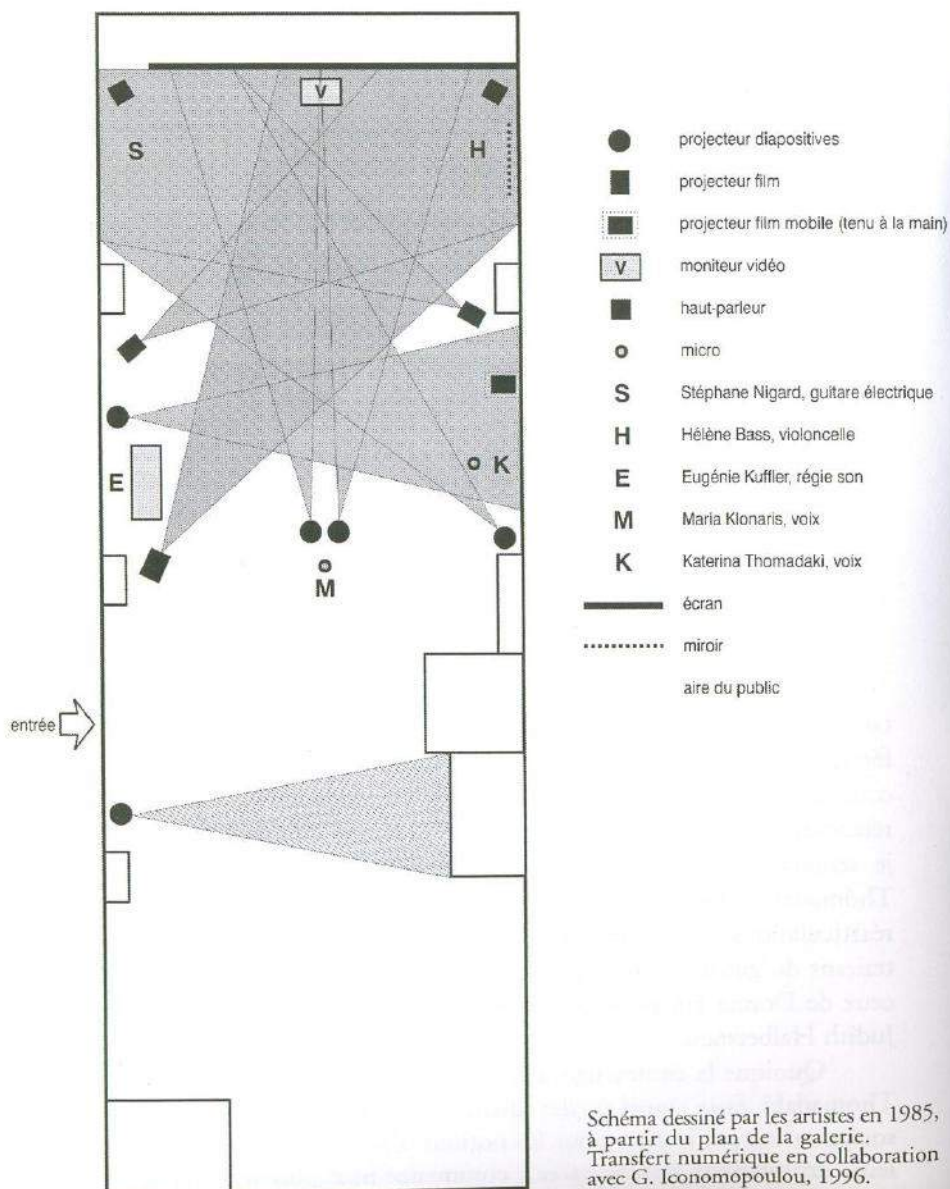 V
S
H
E
K
M
entrée
projecteur diapositives
projecteur film
projecteur film mobile (tenu à la main)
V
moniteur vidéo
haut-parleur
micro
S
Stéphane Nigard, guitare électrique
H
Hélène Bass, violoncelle
E
Eugénie Kuffler, régie son
M
Maria Klonaris, voix
K
Katerina Thomadaki, voix
écran
miroir
aire du public
Schéma dessiné par les artistes en 1985,
à partir du plan de la galerie.
Transfert numérique en collaboration
avec G. Iconomopoulou, 1996.